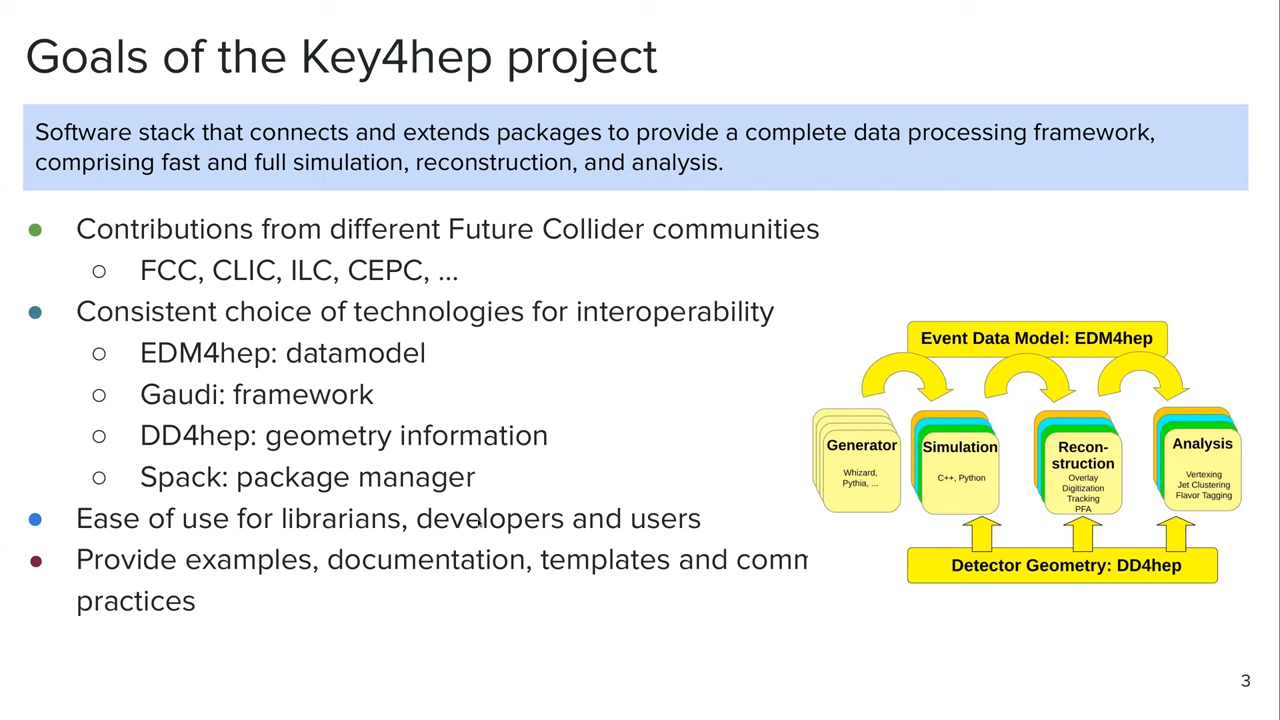 Goals of the Key4hep project
Software stack that connects and extends packages to provide a complete data processing framework,
comprising fast and full simulation, reconstruction, and analysis.
● Contributions from different Future Collider communities
○ FCC, CLIC, ILC, CEPC, ...
● Consistent choice of technologies for interoperability
○ EDM4hep: datamodel
○ Gaudi: framework
○ DD4hep: geometry information
○ Spack: package manager
● Ease of use for librarians, developers and users
● Provide examples, documentation, templates and
practices
Event Data Model: EDM4hep
Generator
Whizard,
Pythia, ...
Simulation
C++, Python
Recon-
struction
Overlay
Digitization
Tracking
PFA
Analysis
Vertexing
Jet Clustering
Flavor Tagging
Detector Geometry: DD4hep
3